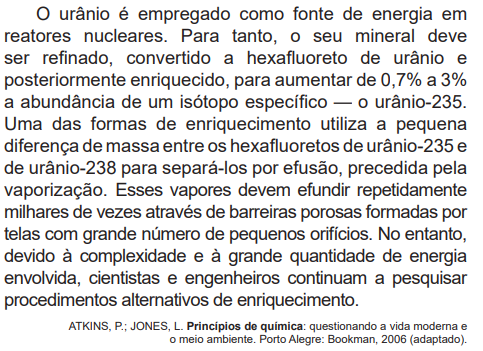 O urânio é empregado como fonte de energia em
reatores nucleares. Para tanto, o seu mineral deve
ser refinado, convertido a hexafluoreto de urânio e
posteriormente enriquecido, para aumentar de 0,7% a 3%
a abundância de um isótopo específico — o urânio-235.
Uma das formas de enriquecimento utiliza a pequena
diferença de massa entre os hexafluoretos de urânio-235 e
de urânio-238 para separá-los por efusão, precedida pela
vaporização. Esses vapores devem efundir repetidamente
milhares de vezes através de barreiras porosas formadas por
telas com grande número de pequenos orifícios. No entanto,
devido à complexidade e à grande quantidade de energia
envolvida, cientistas e engenheiros continuam a pesquisar
procedimentos alternativos de enriquecimento.
ATKINS, P.; JONES, L. Princípios de química: questionando a vida moderna e
o meio ambiente. Porto Alegre: Bookman, 2006 (adaptado).